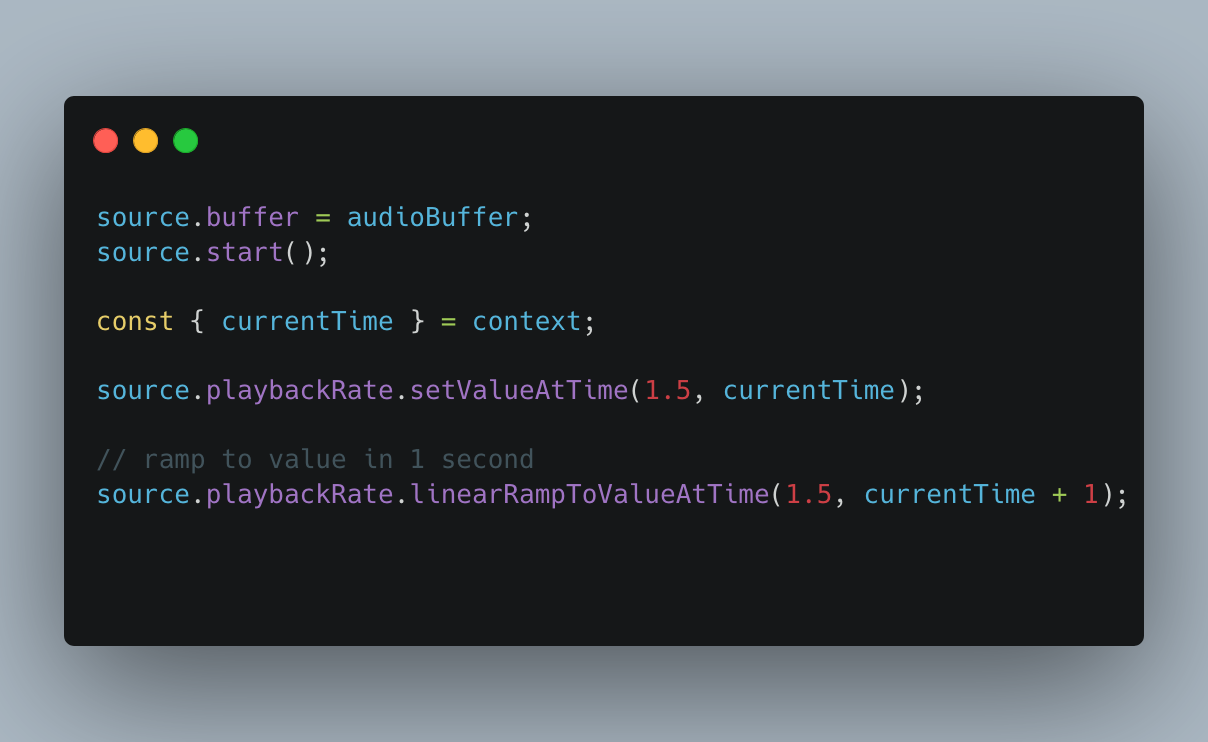 source.buffer = audioBuffer;
source.start();
const { currentTime } = context;
source.playbackRate.setValueAtTime(1.5, currentTime);
// ramp to value in 1 second
source.playbackRate.linearRampToValueAtTime(1.5, currentTime + 1);